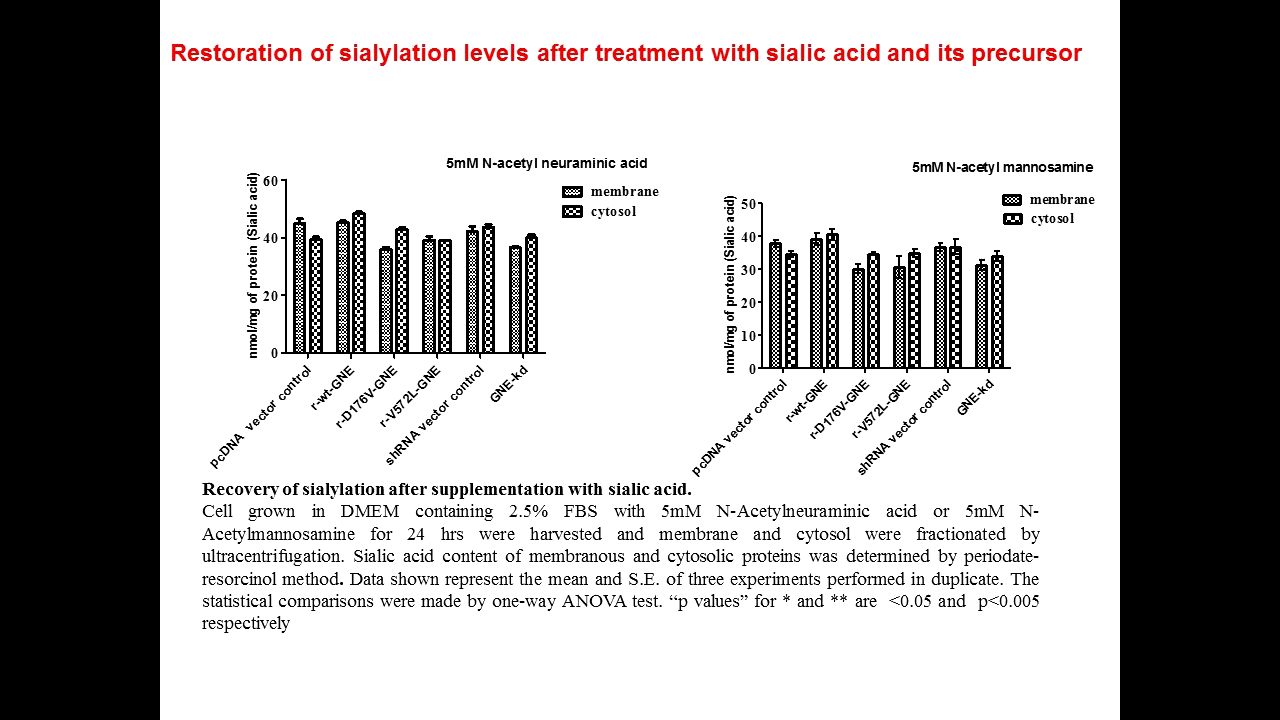 Restoration of sialylation levels after treatment with sialic acid and its precursor
5mM N-acetyl neuraminic acid
nmol/mg of protein (Sialic acid)
60
40
20
0
membrane
cytosol
pcDNA vector control
r-wt-GNE
r-D176V-GNE
r-V572L-GNE
shRNA vector control
GNE-kd
5mM N-acetyl mannosamine
nmol/mg of protein (Sialic acid)
50
40
30
20
10
0
membrane
cytosol
pcDNA vector control
r-wt-GNE
r-D176V-GNE
r-V572L-GNE
shRNA vector control
GNE-kd
Recovery of sialylation after supplementation with sialic acid.
Cell grown in DMEM containing 2.5% FBS with 5mM N-Acetylneuraminic acid or 5mM N-
Acetylmannosamine for 24 hrs were harvested and membrane and cytosol were fractionated by
ultracentrifugation. Sialic acid content of membranous and cytosolic proteins was determined by periodate-
resorcinol method. Data shown represent the mean and S.E. of three experiments performed in duplicate. The
statistical comparisons were made by one-way ANOVA test. “p values” for * and ** are <0.05 and p<0.005
respectively